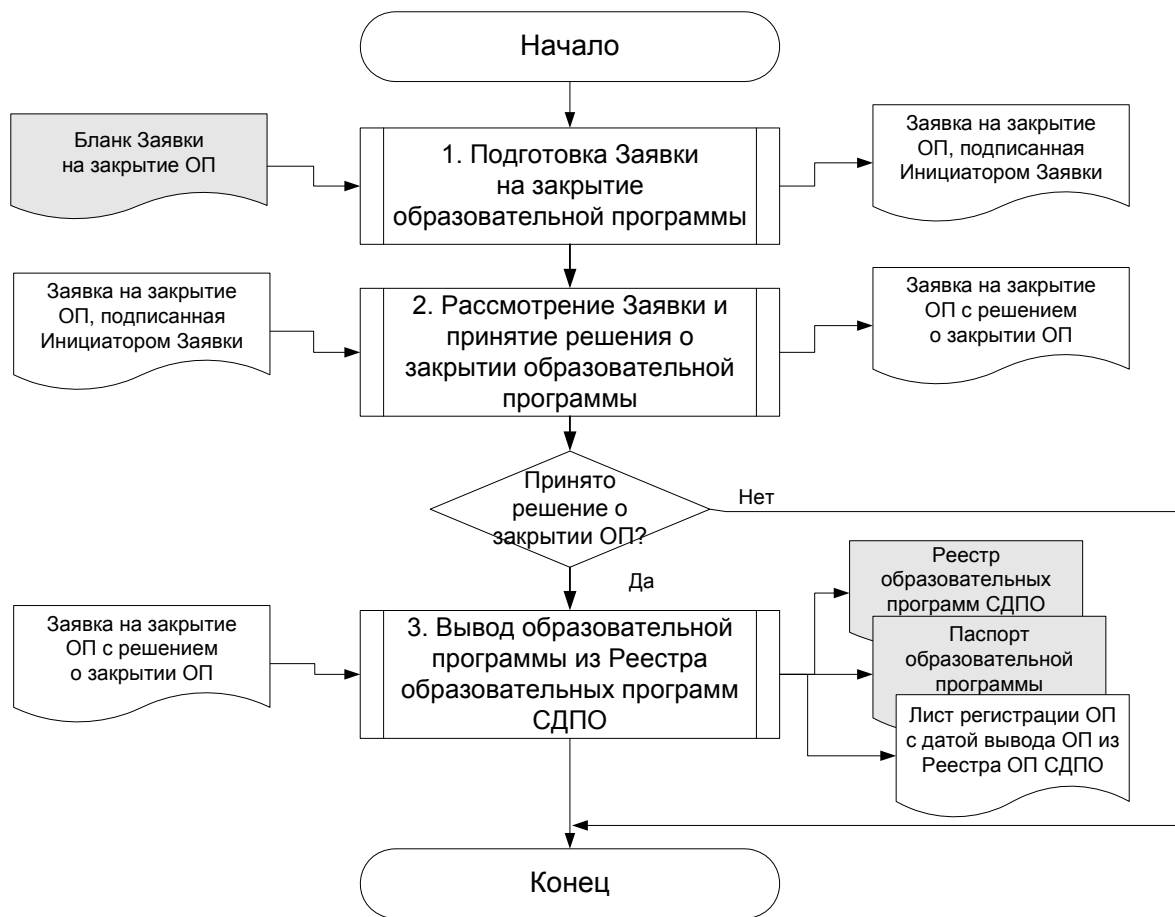 Начало
Бланк Заявки
на закрытие ОП
1. Подготовка Заявки
на закрытие
образовательной программы
Заявка на закрытие
ОП, подписанная
Инициатором Заявки
Заявка на закрытие
ОП, подписанная
Инициатором Заявки
2. Рассмотрение Заявки и
принятие решения о
закрытии образовательной
программы
Заявка на закрытие
ОП с решением
о закрытии ОП
Принято
решение о
закрытии ОП?
Нет
Да
Заявка на закрытие
ОП с решением
о закрытии ОП
3. Вывод образовательной
программы из Реестра
образовательных программ
СДПО
Реестр
образовательных
программ СДПО
Паспорт
образовательной
программы
Лист регистрации ОП
с датой вывода ОП из
Реестра ОП СДПО
Конец